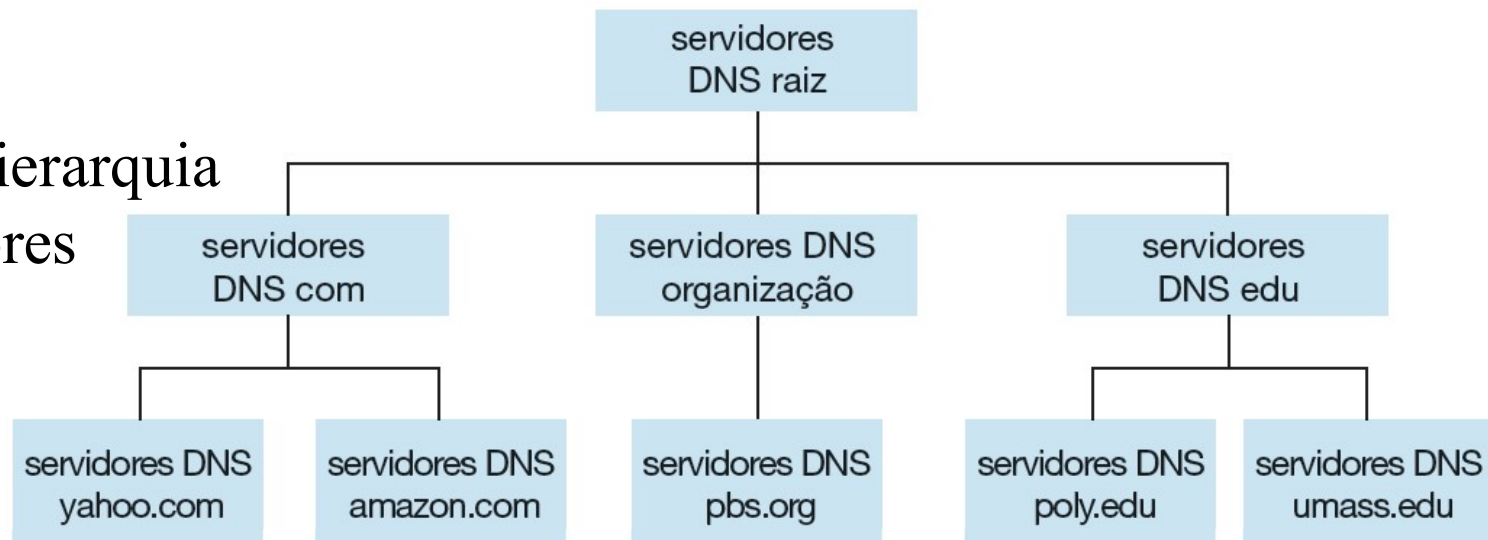 servidores
DNS raiz
ierarquia
res
servidores
DNS com
servidores DNS
organização
servidores
DNS edu
servidores DNS
yahoo.com
servidores DNS
amazon.com
servidores DNS
pbs.org
servidores DNS
poly.edu
servidores DNS
umass.edu